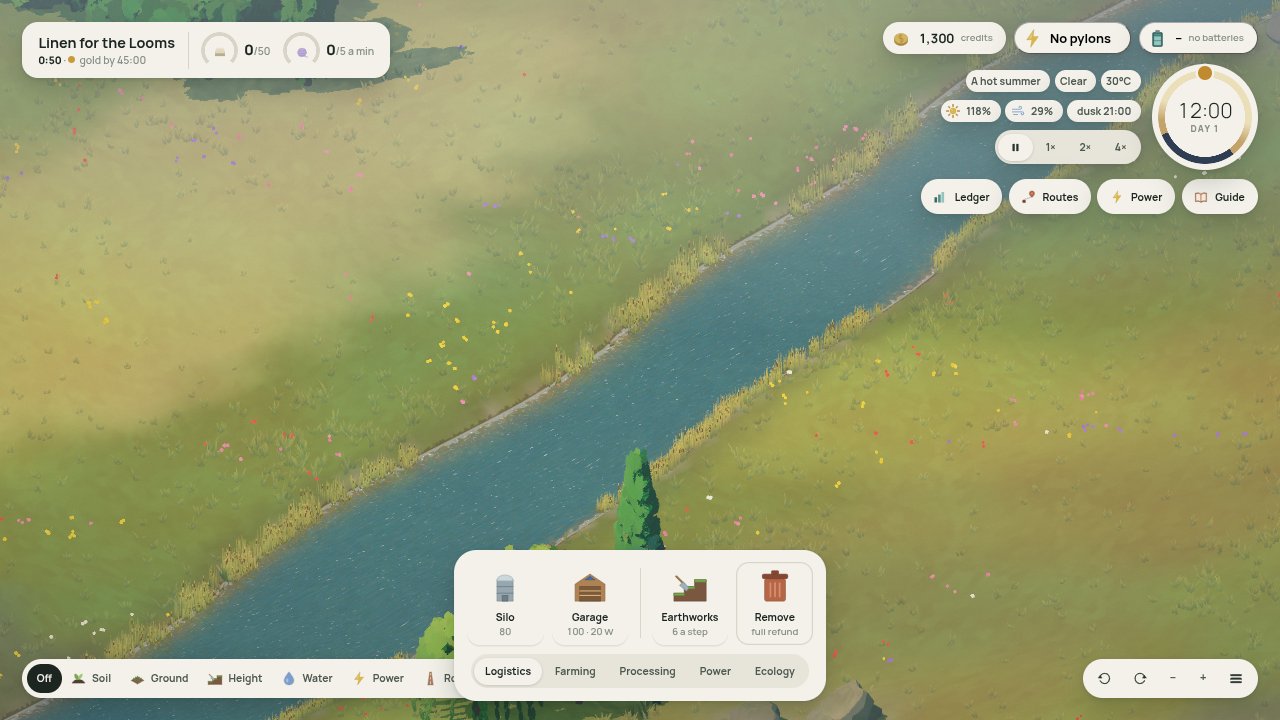 Linen for the Looms
0:50 · gold by 45:00
0/50
0/5 a min
1,300 credits
No pylons
– no batteries
A hot summer
Clear
30°C
118%
29%
dusk 21:00
12:00
DAY 1
1×
2×
4×
Ledger
Routes
Power
Guide
Silo
80
Garage
100 · 20 W
Earthworks
6 a step
Remove
full refund
Logistics
Farming
Processing
Power
Ecology
Off
Soil
Ground
Height
Water
Power
−
+